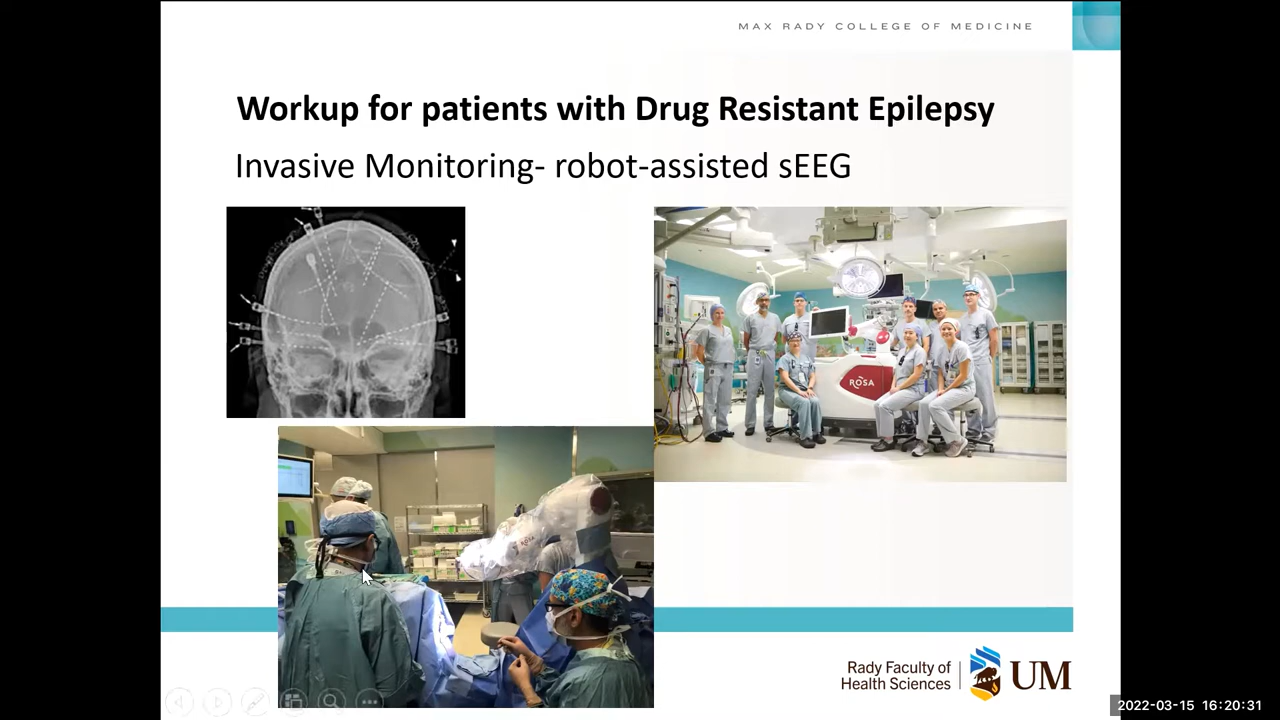 MAX RADY COLLEGE OF MEDICINE
Workup for patients with Drug Resistant Epilepsy
Invasive Monitoring- robot-assisted sEEG
ROSA
ROSA
Rady Faculty of
Health Sciences
UM
2022-03-15 16:20:31